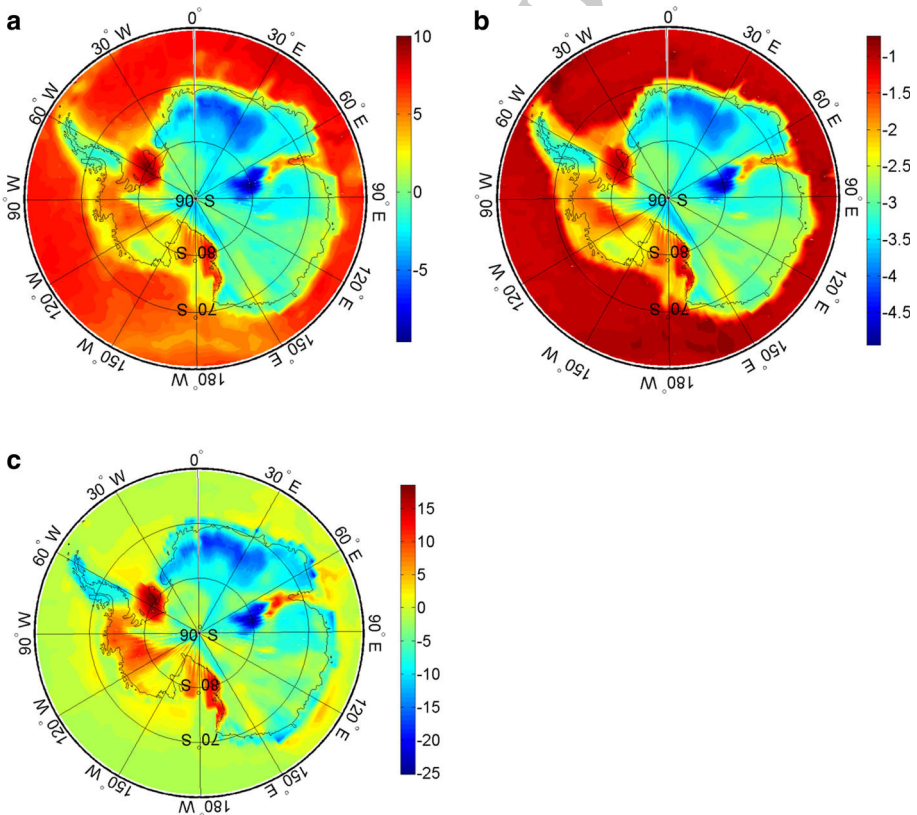 a
0°
30° E
60° E
90° E
120° E
150° E
180° W
150° W
120° W
90° W
60° W
30° W
90° S
80 S
70 S
10
5
0
-5
b
0°
30° E
60° E
90° E
120° E
150° E
180° W
150° W
120° W
90° W
60° W
30° W
90° S
80 S
70 S
-1
-1.5
-2
-2.5
-3
-3.5
-4
-4.5
c
0°
30° E
60° E
90° E
120° E
150° E
180° W
150° W
120° W
90° W
60° W
30° W
90° S
80 S
70 S
15
10
5
0
-5
-10
-15
-20
-25